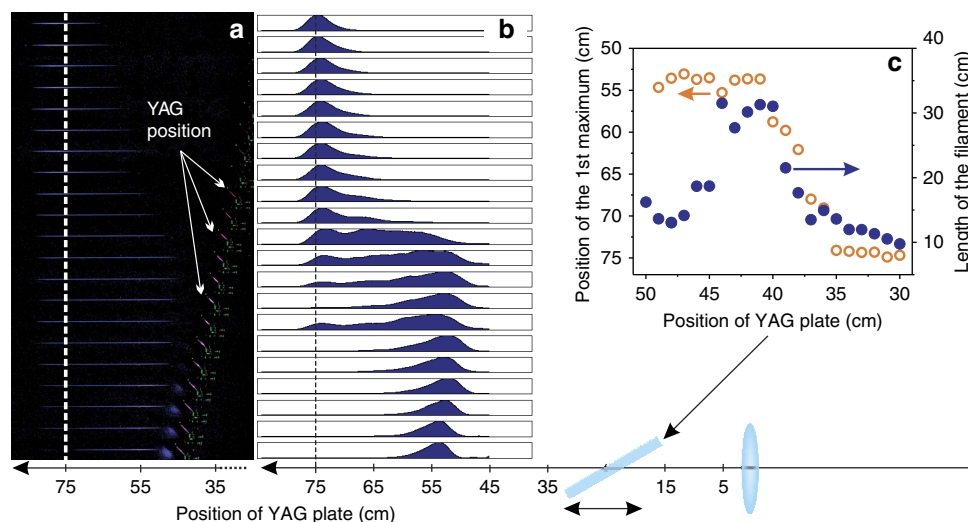 a
YAG
position
b
c
50
55
60
65
70
75
Position of the 1st maximum (cm)
40
30
20
10
Length of the filament (cm)
50
45
40
35
30
Position of YAG plate (cm)
75
55
35
75
65
55
45
35
15
5
Position of YAG plate (cm)